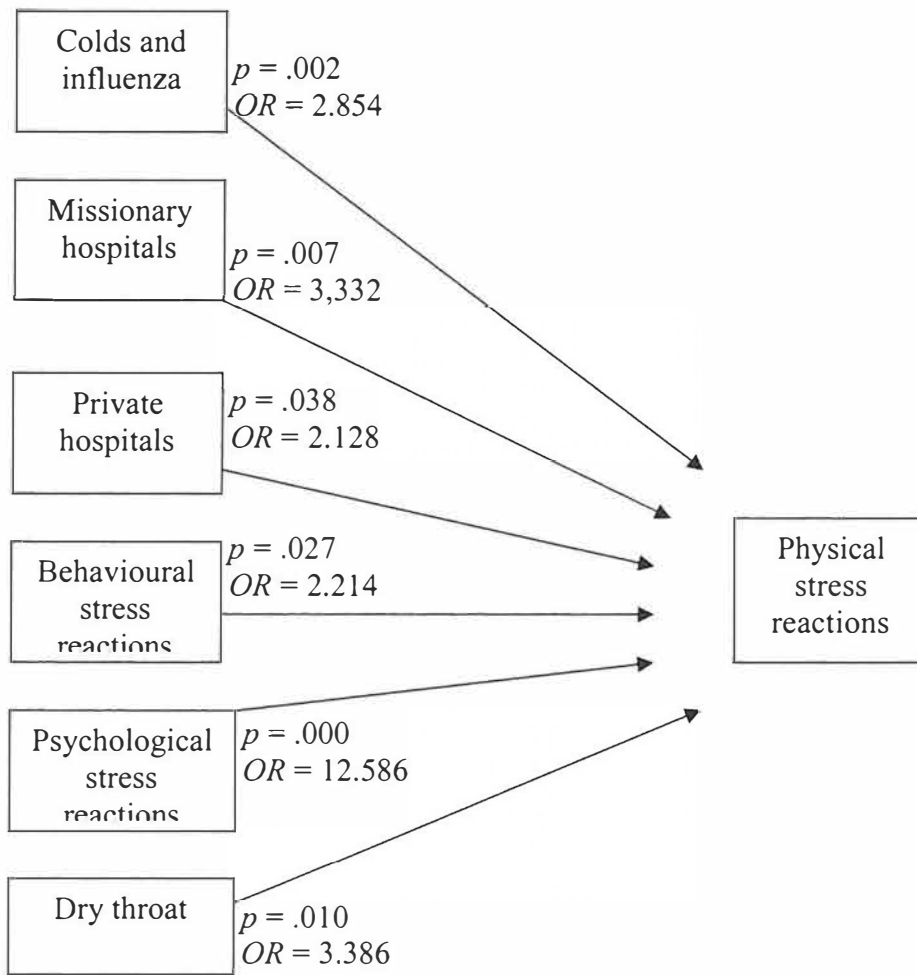 Colds and
influenza
p = .002
OR = 2.854
Missionary
hospitals
p = .007
OR = 3,332
Private
hospitals
p = .038
OR = 2.128
Behavioural
stress
reactions
p = .027
OR = 2.214
Physical
stress
reactions
Psychological
stress
reactions
p = .000
OR = 12.586
Dry throat
p = .010
OR = 3.386